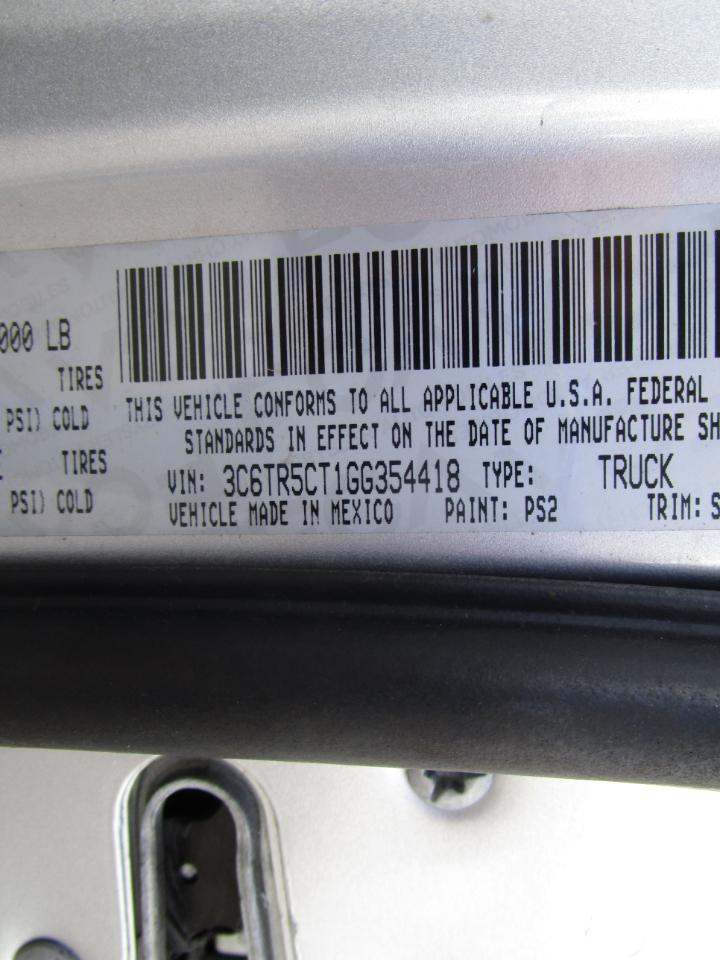 000 LB
TIRES
PSI) COLD
TIRES
PSI) COLD
THIS VEHICLE CONFORMS TO ALL APPLICABLE U.S.A. FEDERAL
STANDARDS IN EFFECT ON THE DATE OF MANUFACTURE SH
VIN: 3C6TR5CT1GG354418 TYPE: TRUCK
VEHICLE MADE IN MEXICO PAINT: PS2 TRIM: S